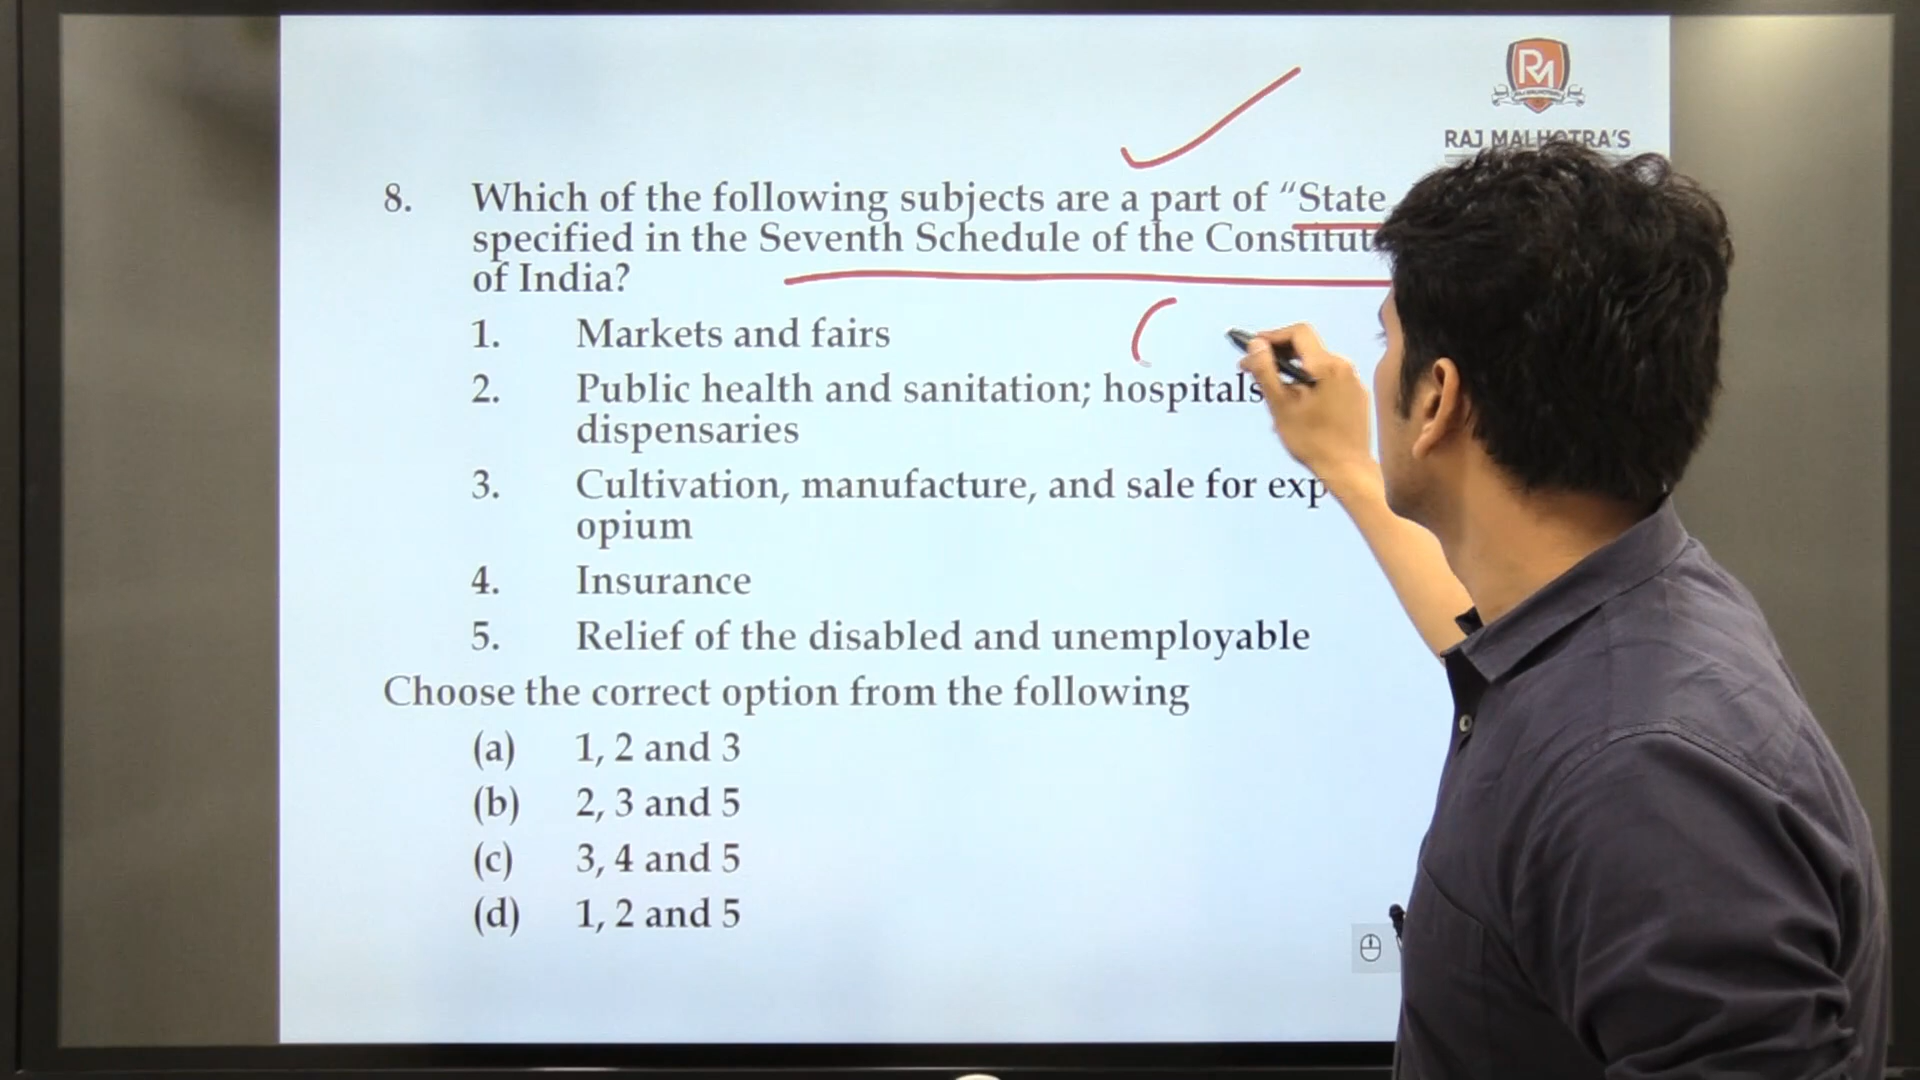 RAJ MALHOTRA'S
8. Which of the following subjects are a part of “State
specified in the Seventh Schedule of the
of India?
1. Markets and fairs
2. Public health and sanitation; hospitals
dispensaries
3. Cultivation, manufacture, and sale for
opium
4. Insurance
5. Relief of the disabled and unemployable
Choose the correct option from the following
(a) 1, 2 and 3
(b) 2, 3 and 5
(c) 3, 4 and 5
(d) 1, 2 and 5